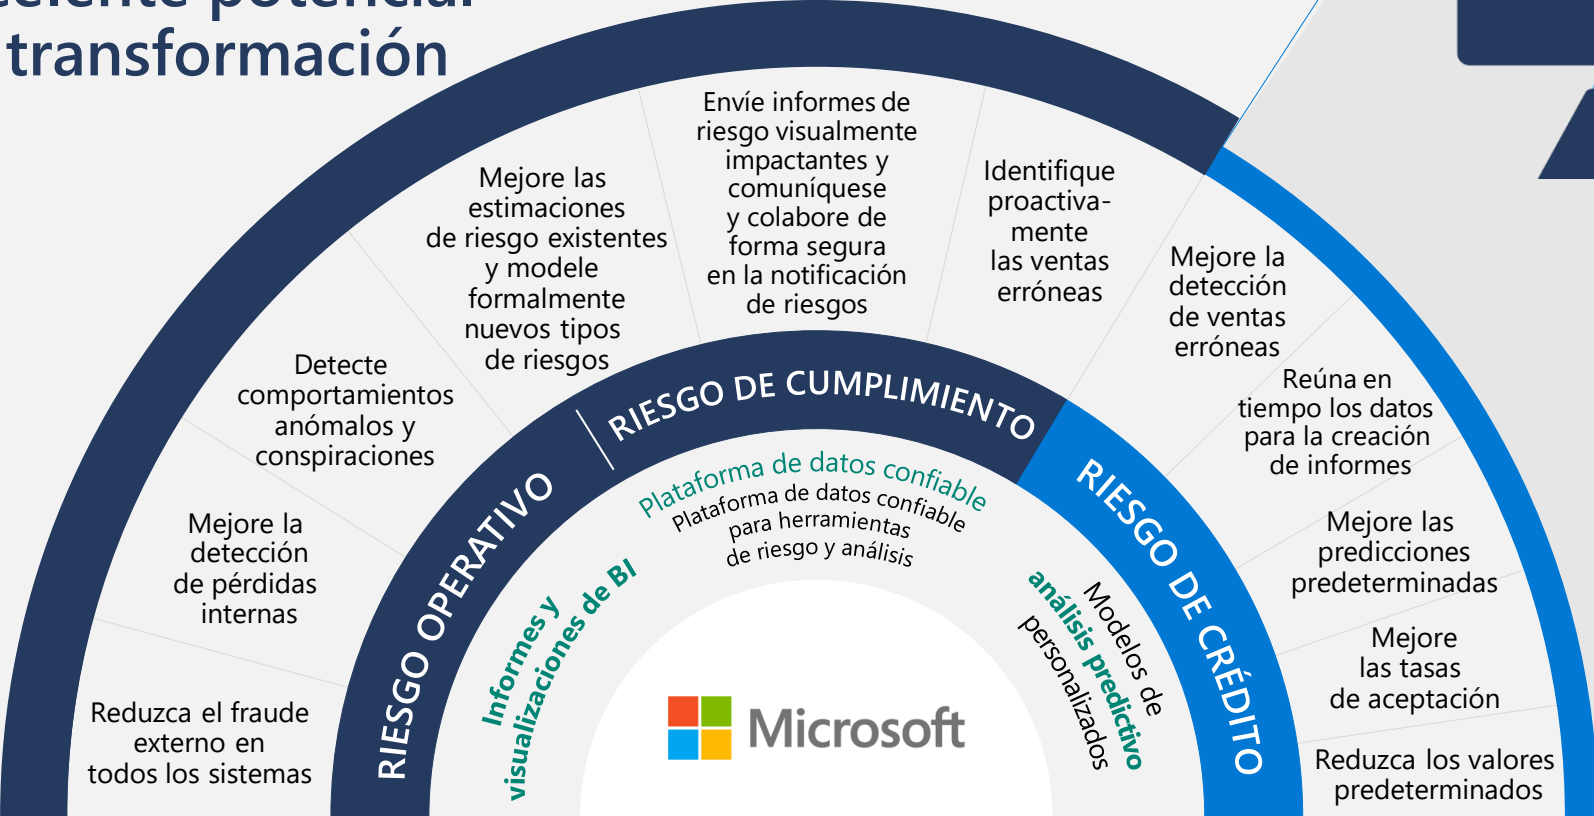 transformación
Reduzca el fraude
externo en
todos los sistemas
Mejore la
detección
de pérdidas
internas
Detecte
comportamientos
anómalos y
conspiraciones
Mejore las
estimaciones
de riesgo existentes
y modele
formalmente
nuevos tipos
de riesgos
Envíe informes de
riesgo visualmente
impactantes y
comuníquese
y colabore de
forma segura
en la notificación
de riesgos
Identifique
proactiva-
mente
las ventas
erróneas
Mejore la
detección
de ventas
erróneas
Reúna en
tiempo los datos
para la creación
de informes
Mejore las
predicciones
predeterminadas
Mejore
las tasas
de aceptación
Reduzca los valores
predeterminados
RIESGO OPERATIVO
RIESGO DE CUMPLIMIENTO
RIESGO DE CRÉDITO
Informes y
visualizaciones de BI
Plataforma de datos confiable
Plataforma de datos confiable
para herramientas
de riesgo y análisis
Modelos de
análisis predictivo
personalizados
Microsoft